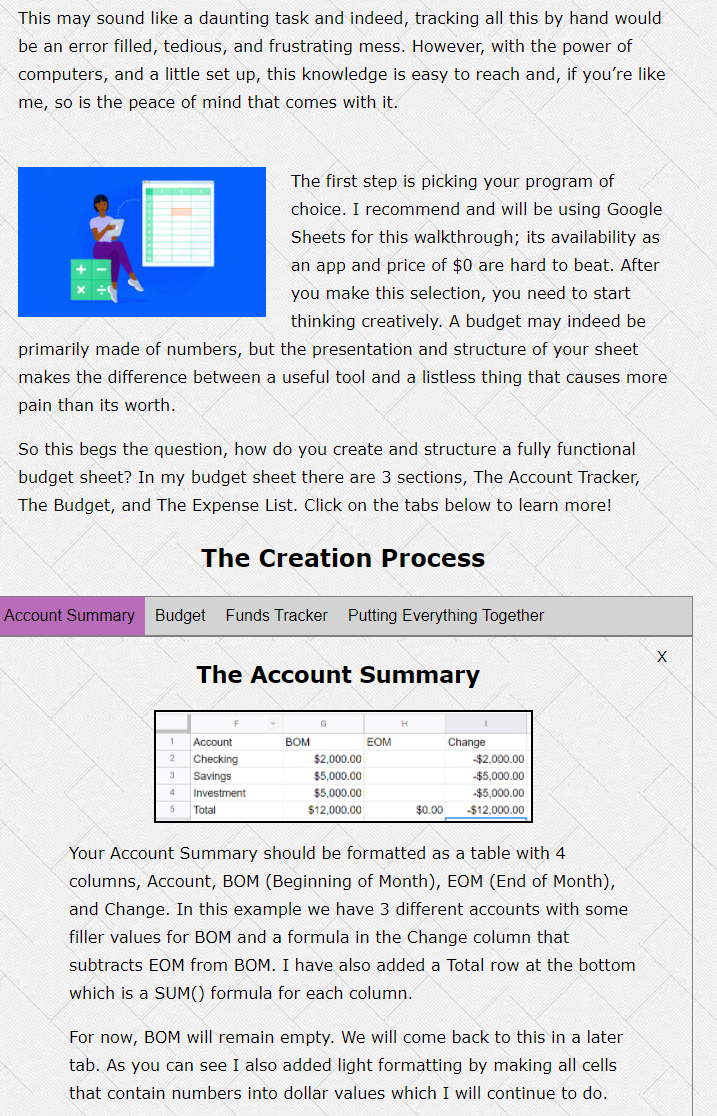 This may sound like a daunting task and indeed, tracking all this by hand would
be an error filled, tedious, and frustrating mess. However, with the power of
computers, and a little set up, this knowledge is easy to reach and, if you’re like
me, so is the peace of mind that comes with it.
The first step is picking your program of
choice. I recommend and will be using Google
Sheets for this walkthrough; its availability as
an app and price of $0 are hard to beat. After
you make this selection, you need to start
thinking creatively. A budget may indeed be
primarily made of numbers, but the presentation and structure of your sheet
makes the difference between a useful tool and a listless thing that causes more
pain than its worth.
So this begs the question, how do you create and structure a fully functional
budget sheet? In my budget sheet there are 3 sections, The Account Tracker,
The Budget, and The Expense List. Click on the tabs below to learn more!
The Creation Process
Account Summary Budget Funds Tracker Putting Everything Together
X
The Account Summary
F G H I
1 Account BOM EOM Change
2 Checking $2,000.00 -$2,000.00
3 Savings $5,000.00 -$5,000.00
4 Investment $5,000.00 -$5,000.00
5 Total $12,000.00 $0.00 -$12,000.00
Your Account Summary should be formatted as a table with 4
columns, Account, BOM (Beginning of Month), EOM (End of Month),
and Change. In this example we have 3 different accounts with some
filler values for BOM and a formula in the Change column that
subtracts EOM from BOM. I have also added a Total row at the bottom
which is a SUM() formula for each column.
For now, BOM will remain empty. We will come back to this in a later
tab. As you can see I also added light formatting by making all cells
that contain numbers into dollar values which I will continue to do.